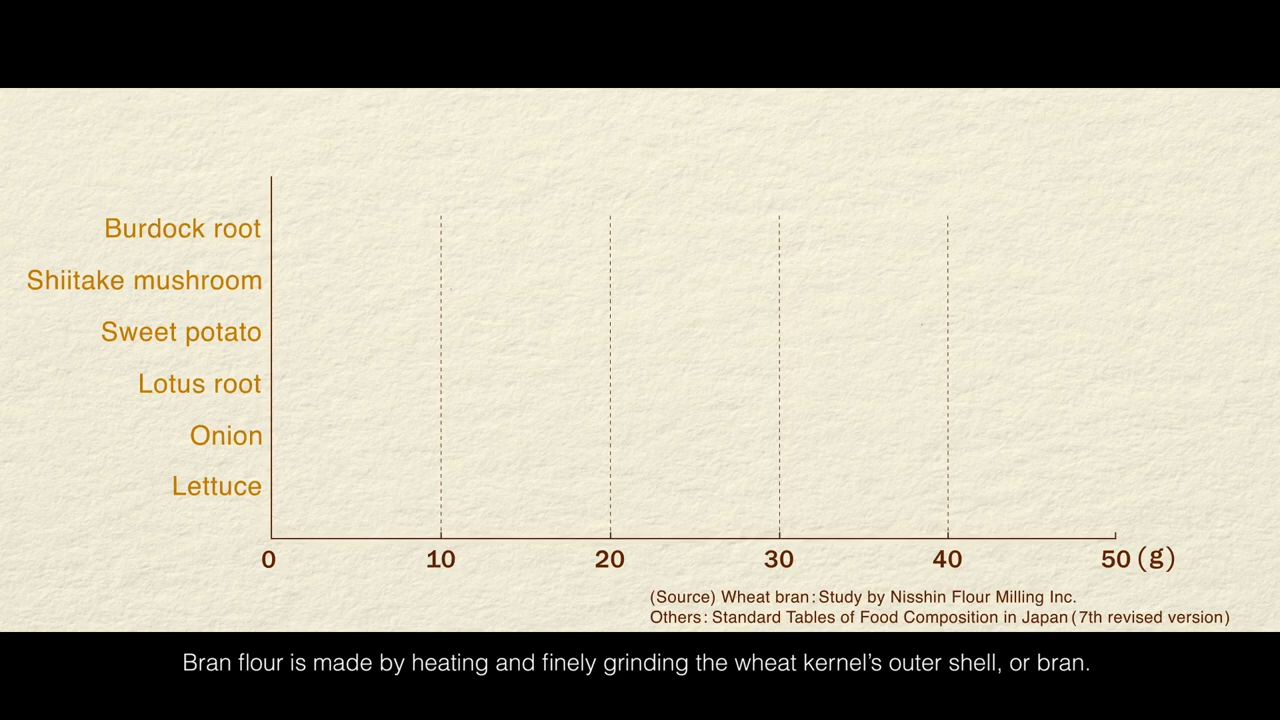 Burdock root
Shiitake mushroom
Sweet potato
Lotus root
Onion
Lettuce
0 10 20 30 40 50 (g)
(Source) Wheat bran: Study by Nisshin Flour Milling Inc.
Others: Standard Tables of Food Composition in Japan (7th revised version)
Bran flour is made by heating and finely grinding the wheat kernel's outer shell, or bran.